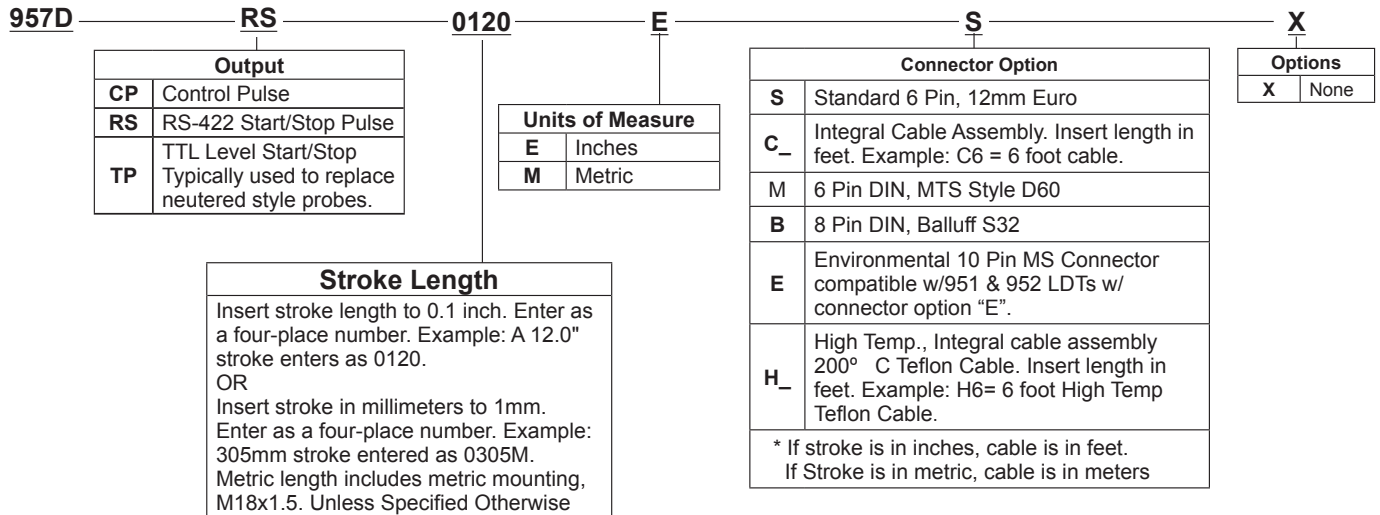 957D RS 0120 E S X
Output
CP Control Pulse
RS RS-422 Start/Stop Pulse
TP TTL Level Start/Stop
Typically used to replace
neutered style probes.
Stroke Length
Insert stroke length to 0.1 inch. Enter as
a four-place number. Example: A 12.0"
stroke enters as 0120.
OR
Insert stroke in millimeters to 1mm.
Enter as a four-place number. Example:
305mm stroke entered as 0305M.
Metric length includes metric mounting,
M18x1.5. Unless Specified Otherwise
Units of Measure
E Inches
M Metric
Connector Option
S Standard 6 Pin, 12mm Euro
C_ Integral Cable Assembly. Insert length in
feet. Example: C6 = 6 foot cable.
M 6 Pin DIN, MTS Style D60
B 8 Pin DIN, Balluff S32
E Environmental 10 Pin MS Connector
compatible w/951 & 952 LDTs w/
connector option “E”.
H_ High Temp., Integral cable assembly
200º C Teflon Cable. Insert length in
feet. Example: H6= 6 foot High Temp
Teflon Cable.
* If stroke is in inches, cable is in feet.
If Stroke is in metric, cable is in meters
Options
X None